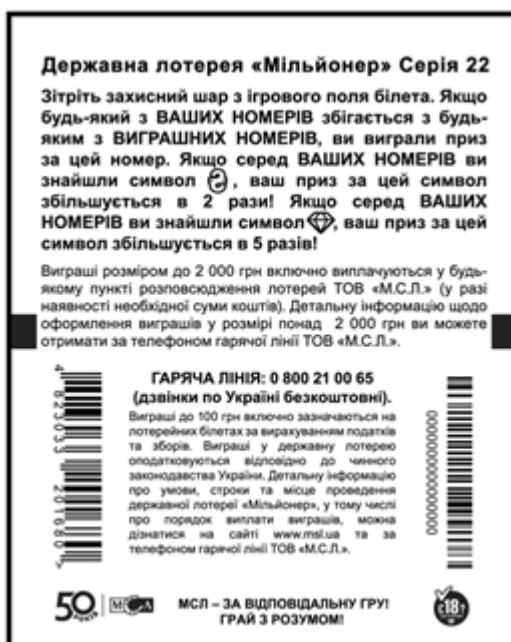 Державна лотерея «Мільйонер» Серія 22
Зітріть захисний шар з ігрового поля білета. Якщо
будь-який з ВАШИХ НОМЕРІВ збігається з будь-
яким з ВИГРАШНИХ НОМЕРІВ, ви виграли приз
за цей номер. Якщо серед ВАШИХ НОМЕРІВ ви
знайшли символ , ваш приз за цей символ
збільшується в 2 рази! Якщо серед ВАШИХ
НОМЕРІВ ви знайшли символ , ваш приз за цей
символ збільшується в 5 разів!
Виграші розміром до 2 000 грн включно виплачуються у будь-
якому пункті розповсюдження лотерей ТОВ «М.С.Л.» (у разі
наявності необхідної суми коштів). Детальну інформацію щодо
оформлення виграшів у розмірі понад 2 000 грн ви можете
отримати за телефоном гарячої лінії ТОВ «М.С.Л.».
ГАРЯЧА ЛІНІЯ: 0 800 21 00 65
(дзвінки по Україні безкоштовні).
Виграші до 100 грн включно зазначаються на
лотерейних білетах за вирахуванням податків
та зборів. Виграші у державну лотерею
оподатковуються відповідно до чинного
законодавства України. Детальну інформацію
про умови, строки та місце проведення
державної лотереї «Мільйонер», у тому числі
про порядок виплати виграшів, можна
дізнатися на сайті www.msl.ua та за
телефоном гарячої лінії ТОВ «М.С.Л.».
50
МСЛ – ЗА ВІДПОВІДАЛЬНУ ГРУ!
ГРАЙ З РОЗУМОМ!
18+